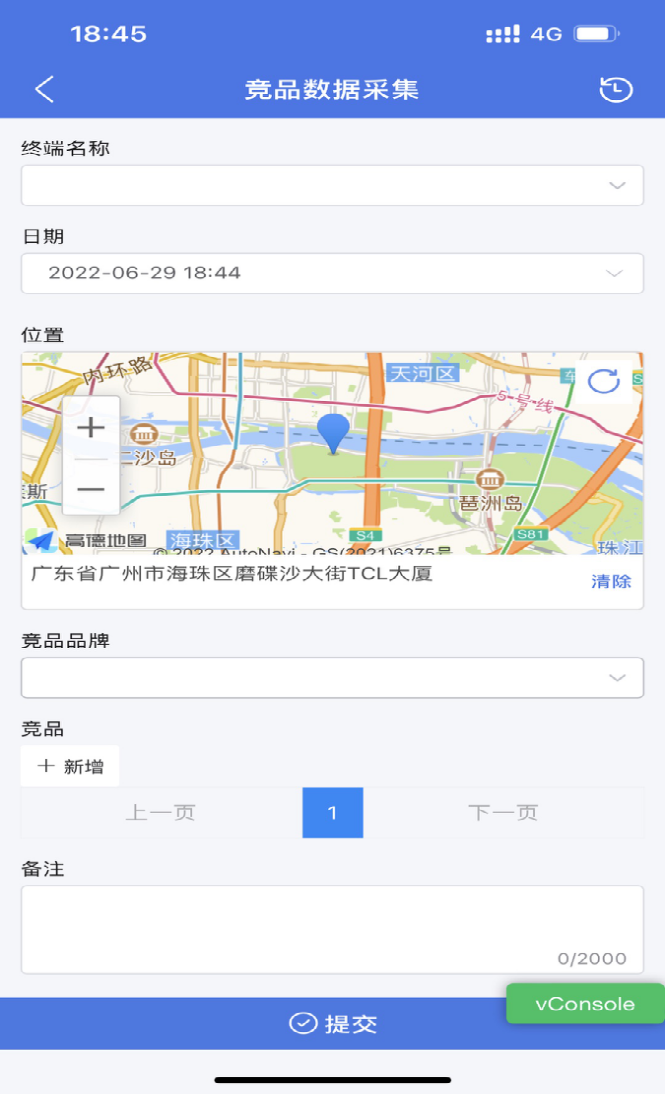 18:45
4G
竞品数据采集
终端名称
日期
2022-06-29 18:44
位置
内环路
天河区
车
S
5号线
二沙岛
琶洲岛
高德地图
海珠区
S4
S81
珠江
© 2022 AutoNavi - GS(2021)6375号
广东省广州市海珠区磨碟沙大街TCL大厦
清除
竞品品牌
竞品
+ 新增
上一页
1
下一页
备注
0/2000
vConsole
提交